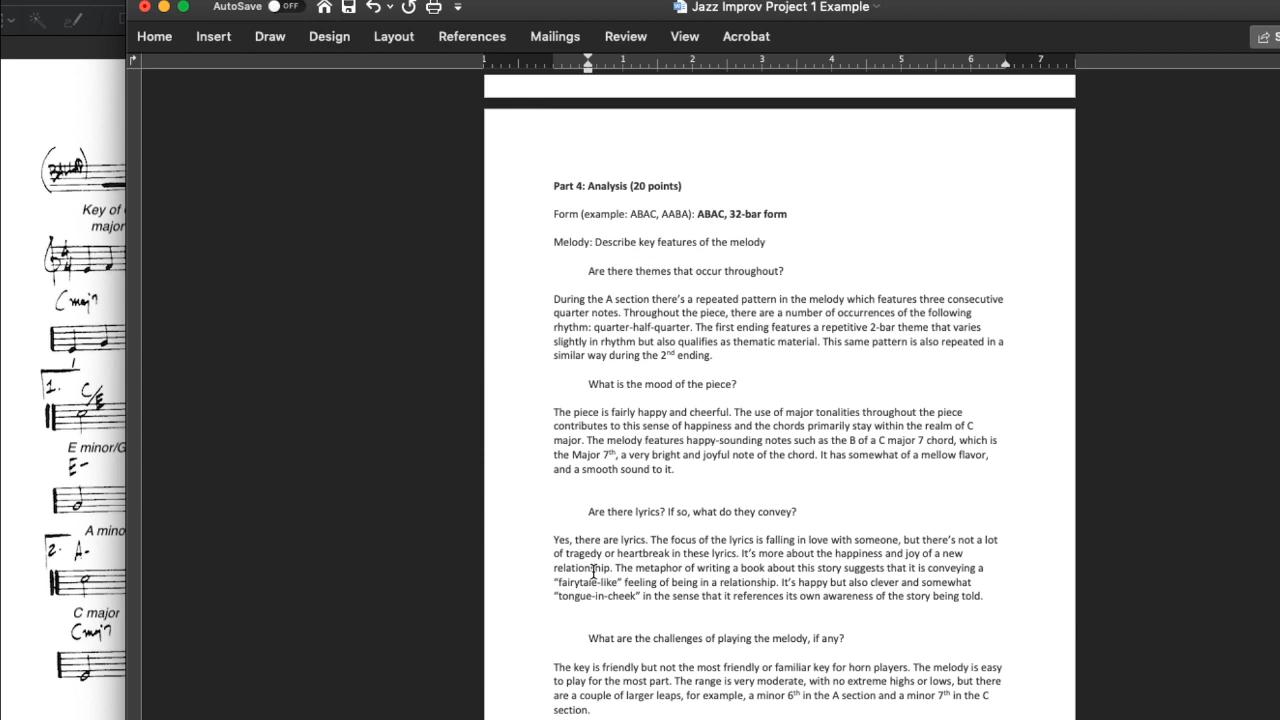 AutoSave OFF
Jazz Improv Project 1 Example
Home Insert Draw Design Layout References Mailings Review View Acrobat
1 1 2 3 4 5 6 7
Key of
major
Cmaj7
1. C/E
E minor/G
E-
A mino
2. A-
C major
Cmaj7
Part 4: Analysis (20 points)
Form (example: ABAC, AABA): ABAC, 32-bar form
Melody: Describe key features of the melody
Are there themes that occur throughout?
During the A section there's a repeated pattern in the melody which features three consecutive
quarter notes. Throughout the piece, there are a number of occurrences of the following
rhythm: quarter-half-quarter. The first ending features a repetitive 2-bar theme that varies
slightly in rhythm but also qualifies as thematic material. This same pattern is also repeated in a
similar way during the 2nd ending.
What is the mood of the piece?
The piece is fairly happy and cheerful. The use of major tonalities throughout the piece
contributes to this sense of happiness and the chords primarily stay within the realm of C
major. The melody features happy-sounding notes such as the B of a C major 7 chord, which is
the Major 7th, a very bright and joyful note of the chord. It has somewhat of a mellow flavor,
and a smooth sound to it.
Are there lyrics? If so, what do they convey?
Yes, there are lyrics. The focus of the lyrics is falling in love with someone, but there's not a lot
of tragedy or heartbreak in these lyrics. It's more about the happiness and joy of a new
relationship. The metaphor of writing a book about this story suggests that it is conveying a
"fairytale-like" feeling of being in a relationship. It's happy but also clever and somewhat
"tongue-in-cheek" in the sense that it references its own awareness of the story being told.
What are the challenges of playing the melody, if any?
The key is friendly but not the most friendly or familiar key for horn players. The melody is easy
to play for the most part. The range is very moderate, with no extreme highs or lows, but there
are a couple of larger leaps, for example, a minor 6th in the A section and a minor 7th in the C
section.